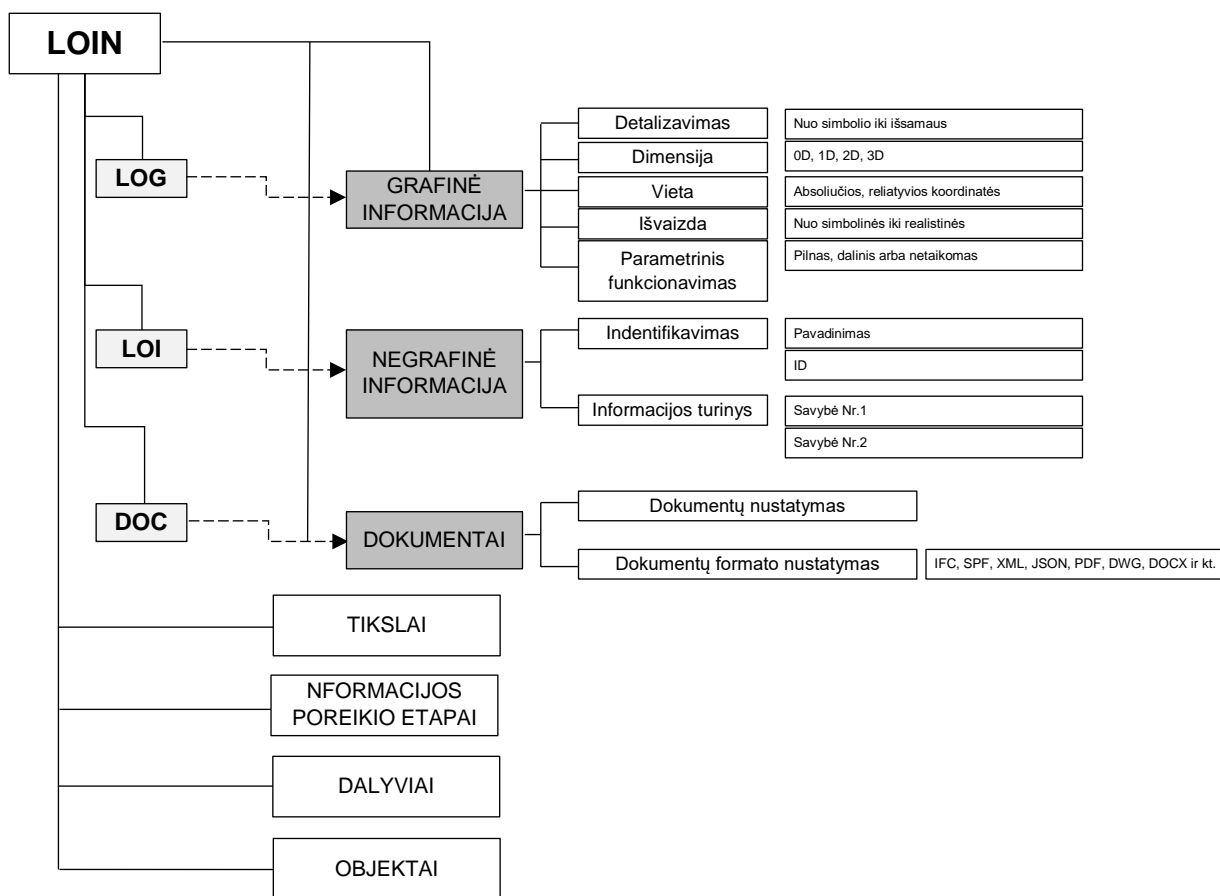 LOIN
Detalizavimas
Nuo simbolio iki išsamaus
Dimensija
0D, 1D, 2D, 3D
LOG
GRAFINĖ
INFORMACIJA
Vieta
Absoliučios, reliatyvios koordinatės
Išvaizda
Nuo simbolinės iki realistinės
Parametrinis
funkcionavimas
Pilnas, dalinis arba netaikomas
LOI
NEGRAFINĖ
INFORMACIJA
Indentifikavimas
Pavadinimas
ID
Informacijos turinys
Savybė Nr.1
Savybė Nr.2
DOC
DOKUMENTAI
Dokumentų nustatymas
Dokumentų formato nustatymas
IFC, SPF, XML, JSON, PDF, DWG, DOCX ir kt.
TIKSLAI
NFORMACIJOS
POREIKIO ETAPAI
DALYVIAI
OBJEKTAI